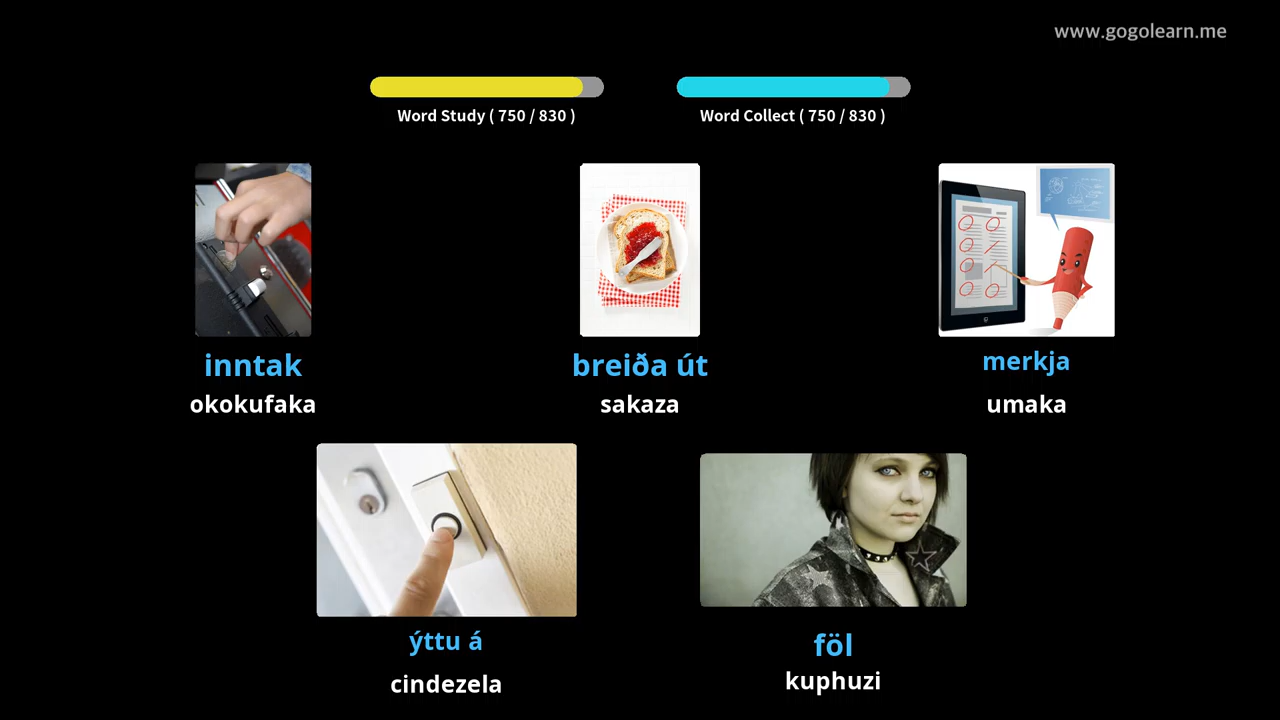 www.gogolearn.me
Word Study ( 750 / 830 )
Word Collect ( 750 / 830 )
inntak
okokufaka
breiða út
sakaza
merkja
umaka
ýttu á
cindezela
föl
kuphuzi